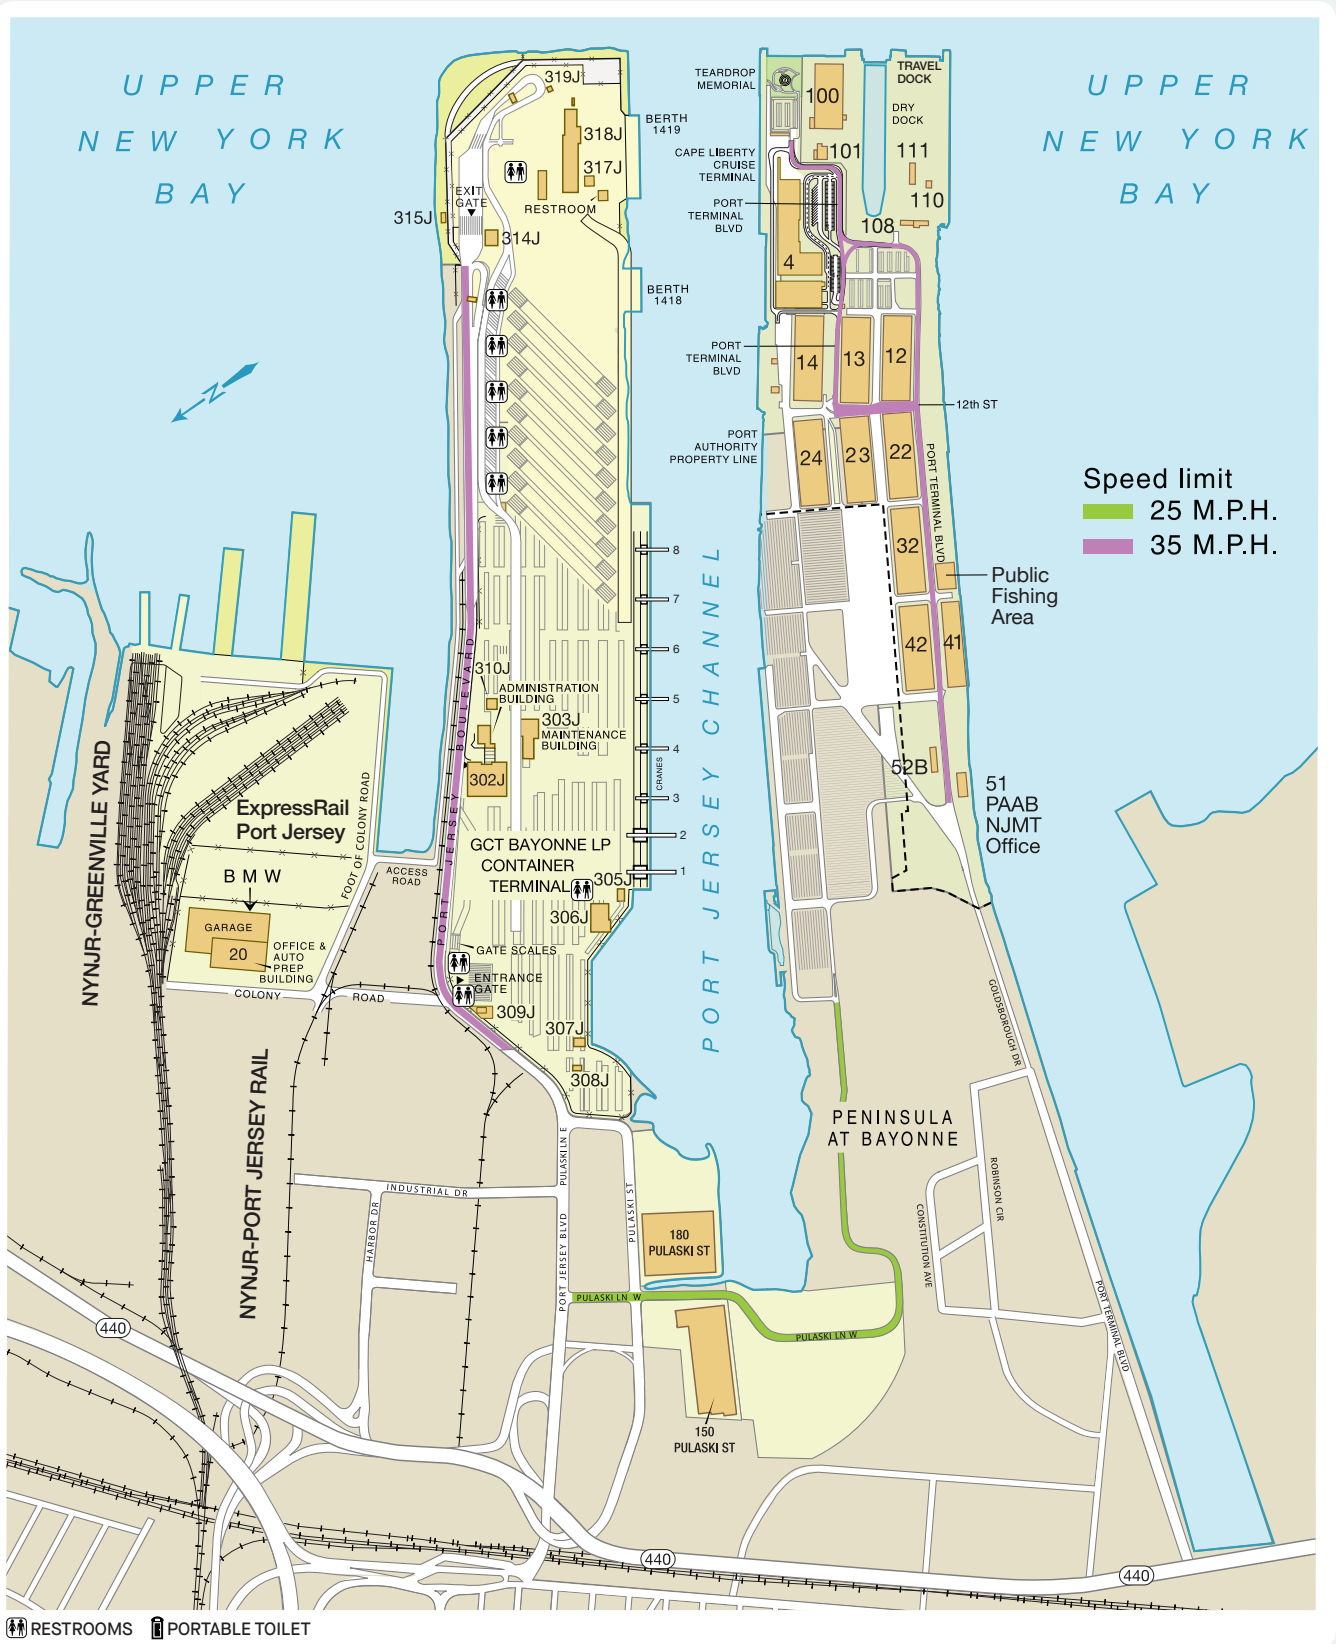 UPPER
NEW YORK
BAY
UPPER
NEW YORK
BAY
319J
318J
317J
RESTROOM
EXIT
GATE
315J
314J
BERTH
1419
BERTH
1418
TEARDROP
MEMORIAL
CAPE LIBERTY
CRUISE
TERMINAL
PORT
TERMINAL
BLVD
100
101
TRAVEL
DOCK
DRY
DOCK
111
110
108
4
PORT
TERMINAL
BLVD
14
13
12
12th ST
PORT
AUTHORITY
PROPERTY LINE
24
23
22
PORT TERMINAL BLVD
32
42
41
Public
Fishing
Area
52B
51
PAAB
NJMT
Office
N
Speed limit
25 M.P.H.
35 M.P.H.
8
7
6
5
4
3
2
1
CRANES
PORT JERSEY CHANNEL
310J
ADMINISTRATION
BUILDING
303J
MAINTENANCE
BUILDING
302J
PORT JERSEY BOULEVARD
GCT BAYONNE LP
CONTAINER
TERMINAL
305J
306J
GATE SCALES
ENTRANCE
GATE
309J
307J
308J
NYNJR-GREENVILLE YARD
ExpressRail
Port Jersey
BMW
GARAGE
20
OFFICE &
AUTO
PREP
BUILDING
FOOT OF COLONY ROAD
ACCESS
ROAD
COLONY
ROAD
NYNJR-PORT JERSEY RAIL
INDUSTRIAL DR
HARBOR DR
PULASKI LN E
PORT JERSEY BLVD
PULASKI ST
180
PULASKI ST
PULASKI LN W
PULASKI LN W
150
PULASKI ST
PENINSULA
AT BAYONNE
GOLDSBOROUGH DR
ROBINSON CIR
CONSTITUTION AVE
PORT TERMINAL BLVD
440
440
440
RESTROOMS
PORTABLE TOILET